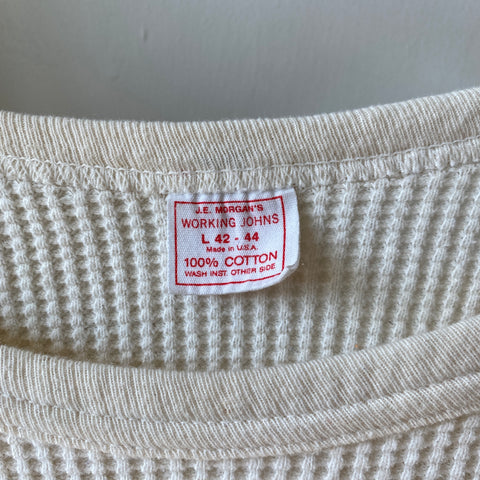 J.E. MORGAN'S
WORKING JOHNS
L 42 - 44
Made in U.S.A.
100% COTTON
WASH INST. OTHER SIDE